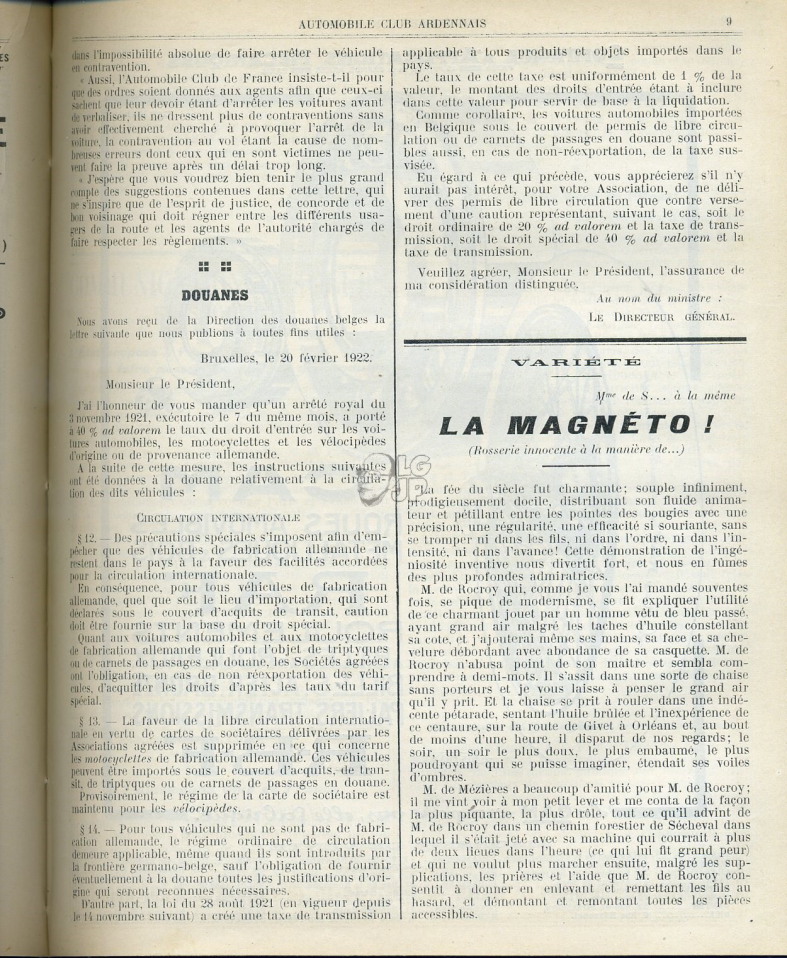 AUTOMOBILE CLUB ARDENNAIS
9
dans l'impossibilité absolue de faire arrêter le véhicule
en contravention.
« Aussi, l'Automobile Club de France insiste-t-il pour
que des ordres soient donnés aux agents afin que ceux-ci
sachent que leur devoir étant d'arrêter les voitures avant
de verbaliser, ils ne dressent plus de contraventions sans
avoir effectivement cherché à provoquer l'arrêt de la
voiture, la contravention au vol étant la cause de nom-
breuses erreurs dont ceux qui en sont victimes ne peu-
vent faire la preuve après un délai trop long.
« J'espère que vous voudrez bien tenir le plus grand
compte des suggestions contenues dans cette lettre, qui
ne s'inspire que de l'esprit de justice, de concorde et de
bon voisinage qui doit régner entre les différents usa-
gers de la route et les agents de l'autorité chargés de
faire respecter les règlements. »
DOUANES
Nous avons reçu de la Direction des douanes belges la
lettre suivante que nous publions à toutes fins utiles :
Bruxelles, le 20 février 1922.
Monsieur le Président,
J'ai l'honneur de vous mander qu'un arrêté royal du
3 novembre 1921, exécutoire le 7 du même mois, a porté
à 40 % ad valorem le taux du droit d'entrée sur les voi-
tures automobiles, les motocyclettes et les vélocipèdes
d'origine ou de provenance allemande.
A la suite de cette mesure, les instructions suivantes
ont été données à la douane relativement à la circula-
tion des dits véhicules :
CIRCULATION INTERNATIONALE
§ 12. — Des précautions spéciales s'imposent afin d'em-
pêcher que des véhicules de fabrication allemande ne
restent dans le pays à la faveur des facilités accordées
pour la circulation internationale.
En conséquence, pour tous véhicules de fabrication
allemande, quel que soit le lieu d'importation, qui sont
déclarés sous le couvert d'acquits de transit, caution
doit être fournie sur la base du droit spécial.
Quant aux voitures automobiles et aux motocyclettes
de fabrication allemande qui font l'objet de triptyques
ou de carnets de passages en douane, les Sociétés agréées
ont l'obligation, en cas de non réexportation des véhi-
cules, d'acquitter les droits d'après les taux du tarif
spécial.
§ 13. — La faveur de la libre circulation internatio-
nale en vertu de cartes de sociétaires délivrées par les
Associations agréées est supprimée en ce qui concerne
les motocyclettes de fabrication allemande. Ces véhicules
peuvent être importés sous le couvert d'acquits, de tran-
sit, de triptyques ou de carnets de passages en douane.
Provisoirement, le régime de la carte de sociétaire est
maintenu pour les vélocipèdes.
§ 14. — Pour tous véhicules qui ne sont pas de fabri-
cation allemande, le régime ordinaire de circulation
demeure applicable, même quand ils sont introduits par
la frontière germano-belge, sauf l'obligation de fournir
éventuellement à la douane toutes les justifications d'ori-
gine qui seront reconnues nécessaires.
D'autre part, la loi du 28 août 1921 (en vigueur depuis
le 14 novembre suivant) a créé une taxe de transmission
applicable à tous produits et objets importés dans le
pays.
Le taux de cette taxe est uniformément de 1 % de la
valeur, le montant des droits d'entrée étant à inclure
dans cette valeur pour servir de base à la liquidation.
Comme corollaire, les voitures automobiles importées
en Belgique sous le couvert de permis de libre circu-
lation ou de carnets de passages en douane sont passi-
bles aussi, en cas de non-réexportation, de la taxe sus-
visée.
Eu égard à ce qui précède, vous apprécierez s'il n'y
aurait pas intérêt, pour votre Association, de ne déli-
vrer des permis de libre circulation que contre verse-
ment d'une caution représentant, suivant le cas, soit le
droit ordinaire de 20 % ad valorem et la taxe de trans-
mission, soit le droit spécial de 40 % ad valorem et la
taxe de transmission.
Veuillez agréer, Monsieur le Président, l'assurance de
ma considération distinguée.
Au nom du ministre :
LE DIRECTEUR GÉNÉRAL.
VARIÉTÉ
Mme de S... à la même
LA MAGNÉTO !
(Rosserie innocente à la manière de...)
La fée du siècle fut charmante; souple infiniment,
prodigieusement docile, distribuant son fluide anima-
teur et pétillant entre les pointes des bougies avec une
précision, une régularité, une efficacité si souriante, sans
se tromper ni dans les fils, ni dans l'ordre, ni dans l'in-
tensité, ni dans l'avance! Cette démonstration de l'ingé-
niosité inventive nous divertit fort, et nous en fûmes
des plus profondes admiratrices.
M. de Rocroy qui, comme je vous l'ai mandé souventes
fois, se pique de modernisme, se fit expliquer l'utilité
de ce charmant jouet par un homme vêtu de bleu passé,
ayant grand air malgré les taches d'huile constellant
sa cote, et j'ajouterai même ses mains, sa face et sa che-
velure débordant avec abondance de sa casquette. M. de
Rocroy n'abusa point de son maître et sembla com-
prendre à demi-mots. Il s'assit dans une sorte de chaise
sans porteurs et je vous laisse à penser le grand air
qu'il y prit. Et la chaise se prit à rouler dans une indé-
cente pétarade, sentant l'huile brûlée et l'inexpérience de
ce centaure, sur la route de Givet à Orléans et, au bout
de moins d'une heure, il disparut de nos regards; le
soir, un soir le plus doux, le plus embaume, le plus
poudroyant qui se puisse imaginer, étendait ses voiles
d'ombres.
M. de Mézières a beaucoup d'amitié pour M. de Rocroy;
il me vint voir à mon petit lever et me conta de la façon
la plus piquante, la plus drôle, tout ce qu'il advint de
M. de Rocroy dans un chemin forestier de Sécheval dans
lequel il s'était jeté avec sa machine qui courrait à plus
de deux lieues dans l'heure (ce qui lui fit grand peur)
et qui ne voulut plus marcher ensuite, malgré les sup-
plications, les prières et l'aide que M. de Rocroy con-
sentit à donner en enlevant et remettant les fils au
hasard, et démontant et remontant toutes les pièces
accessibles.